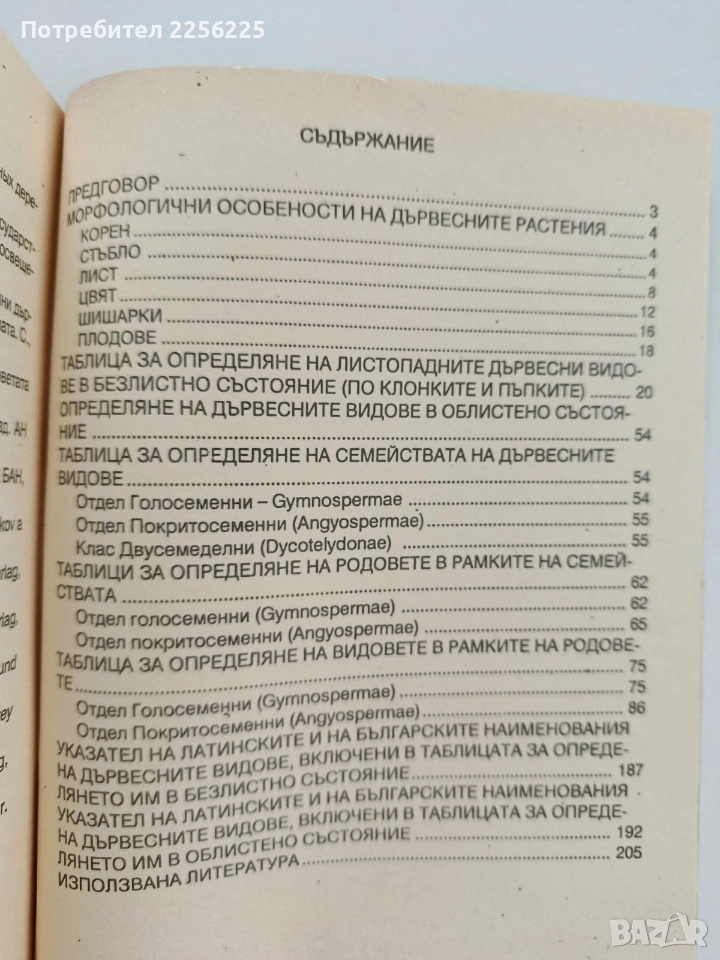 Потребител 2256225
СЪДЪРЖАНИЕ
ПРЕДГОВОР 3
МОРФОЛОГИЧНИ ОСОБЕНОСТИ НА ДЪРВЕСНИТЕ РАСТЕНИЯ 4
КОРЕН 4
СТЪБЛО 4
ЛИСТ 8
ЦВЯТ 12
ШИШАРКИ 16
ПЛОДОВЕ 18
ТАБЛИЦА ЗА ОПРЕДЕЛЯНЕ НА ЛИСТОПАДНИТЕ ДЪРВЕСНИ ВИДО-
ВЕ В БЕЗЛИСТНО СЪСТОЯНИЕ (ПО КЛОНКИТЕ И ПЪПКИТЕ) 20
ОПРЕДЕЛЯНЕ НА ДЪРВЕСНИТЕ ВИДОВЕ В ОБЛИСТЕНО СЪСТОЯ-
НИЕ 54
ТАБЛИЦА ЗА ОПРЕДЕЛЯНЕ НА СЕМЕЙСТВАТА НА ДЪРВЕСНИТЕ
ВИДОВЕ 54
Отдел Голосеменни – Gymnospermae 54
Отдел Покритосеменни (Angyospermae) 55
Клас Двусемеделни (Dycotelydonae) 55
ТАБЛИЦИ ЗА ОПРЕДЕЛЯНЕ НА РОДОВЕТЕ В РАМКИТЕ НА СЕМЕЙ-
СТВАТА 62
Отдел голосеменни (Gymnospermae) 62
Отдел покритосеменни (Angyospermae) 65
ТАБЛИЦА ЗА ОПРЕДЕЛЯНЕ НА ВИДОВЕТЕ В РАМКИТЕ НА РОДОВЕ-
ТЕ 75
Отдел Голосеменни (Gymnospermae) 75
Отдел Покритосеменни (Angyospermae) 86
УКАЗАТЕЛ НА ЛАТИНСКИТЕ И НА БЪЛГАРСКИТЕ НАИМЕНОВАНИЯ
НА ДЪРВЕСНИТЕ ВИДОВЕ, ВКЛЮЧЕНИ В ТАБЛИЦАТА ЗА ОПРЕДЕ-
ЛЯНЕТО ИМ В БЕЗЛИСТНО СЪСТОЯНИЕ 187
УКАЗАТЕЛ НА ЛАТИНСКИТЕ И НА БЪЛГАРСКИТЕ НАИМЕНОВАНИЯ
НА ДЪРВЕСНИТЕ ВИДОВЕ, ВКЛЮЧЕНИ В ТАБЛИЦАТА ЗА ОПРЕДЕ-
ЛЯНЕТО ИМ В ОБЛИСТЕНО СЪСТОЯНИЕ 192
ИЗПОЛЗВАНА ЛИТЕРАТУРА 205
BAZAR